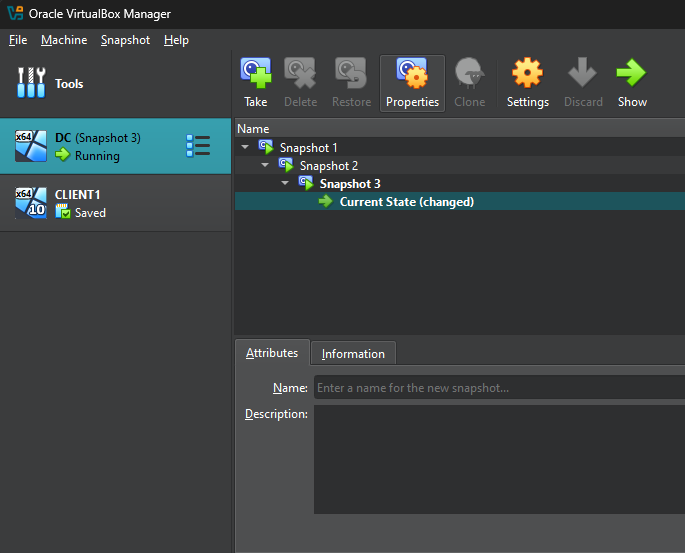 Oracle VirtualBox Manager
File Machine Snapshot Help
Tools
Take Delete Restore Properties Clone Settings Discard Show
x64 DC (Snapshot 3)
Running
x64 10 CLIENT1
Saved
Name
Snapshot 1
Snapshot 2
Snapshot 3
Current State (changed)
Attributes Information
Name: Enter a name for the new snapshot...
Description: